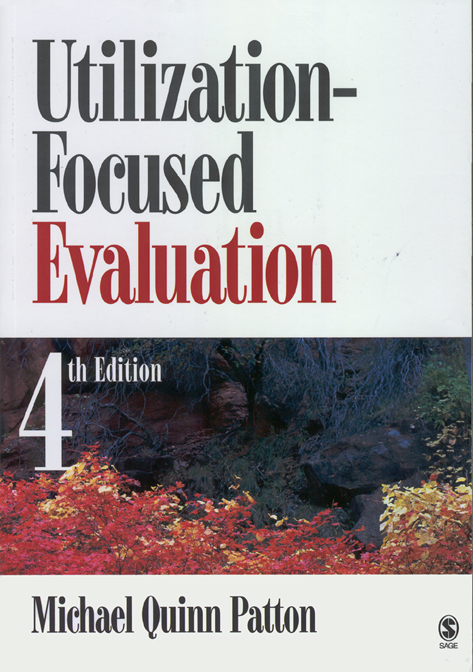 Utilization-
Focused
Evaluation
4th Edition
Michael Quinn Patton
S
SAGE